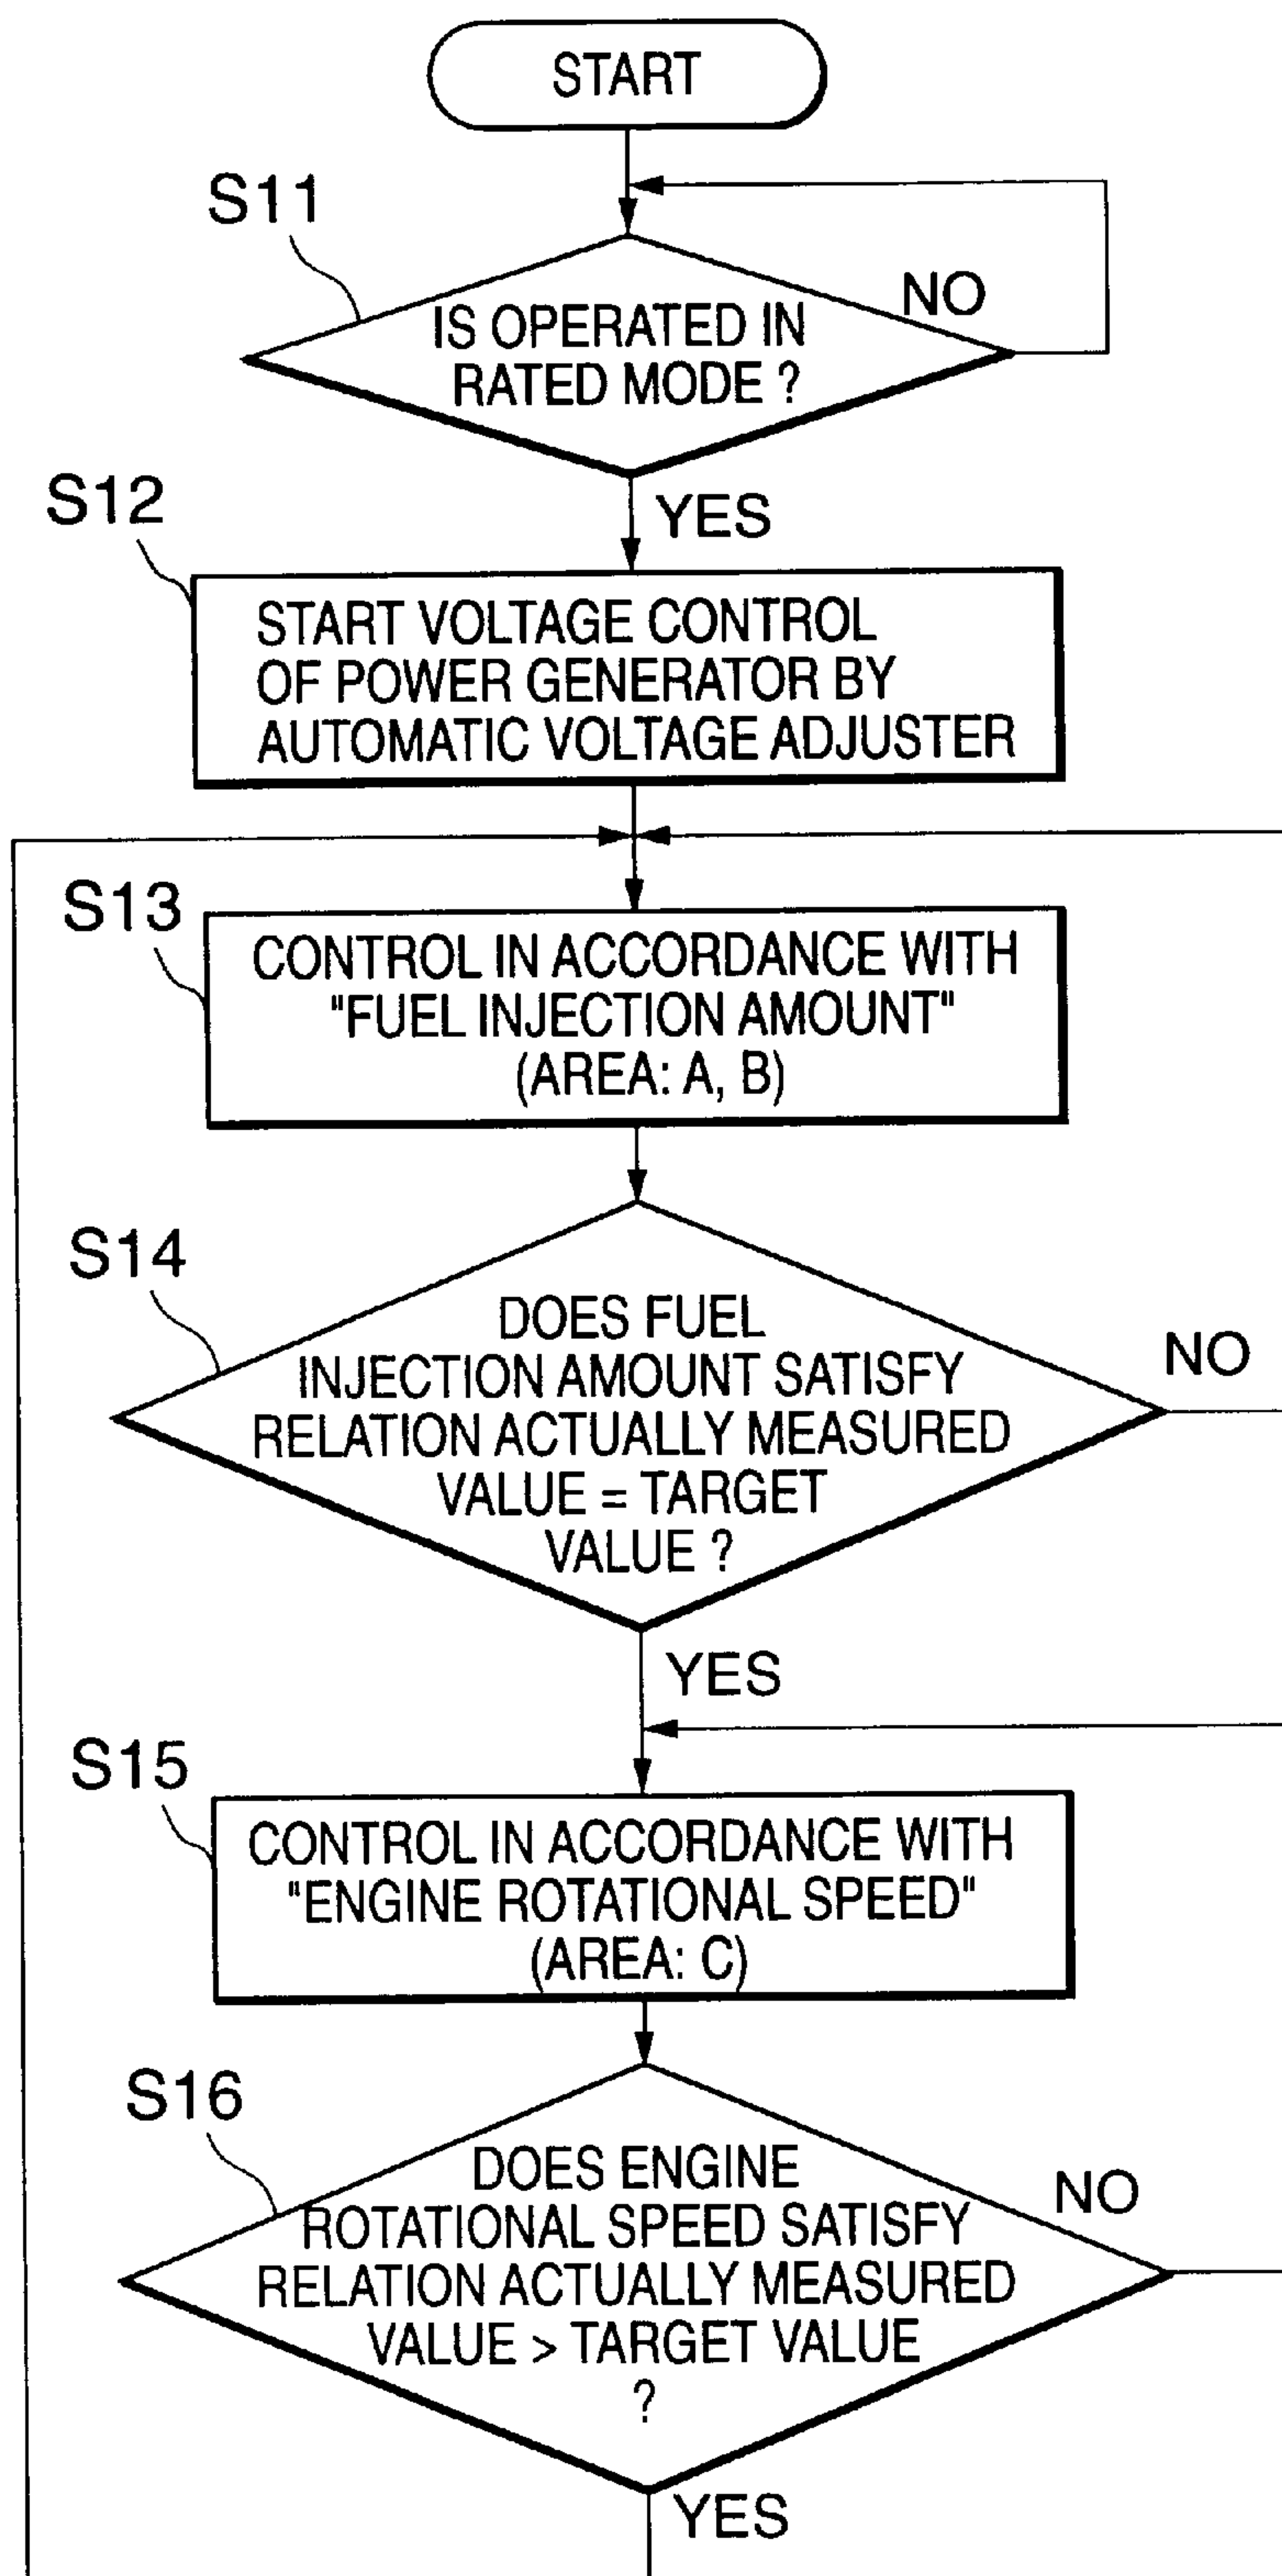 START
S11
NO
IS OPERATED IN
RATED MODE ?
S12
YES
START VOLTAGE CONTROL
OF POWER GENERATOR BY
AUTOMATIC VOLTAGE ADJUSTER
S13
CONTROL IN ACCORDANCE WITH
"FUEL INJECTION AMOUNT"
(AREA: A, B)
S14
DOES FUEL
INJECTION AMOUNT SATISFY
RELATION ACTUALLY MEASURED
VALUE = TARGET
VALUE ?
NO
YES
S15
CONTROL IN ACCORDANCE WITH
"ENGINE ROTATIONAL SPEED"
(AREA: C)
S16
DOES ENGINE
ROTATIONAL SPEED SATISFY
RELATION ACTUALLY MEASURED
VALUE > TARGET VALUE
?
NO
YES